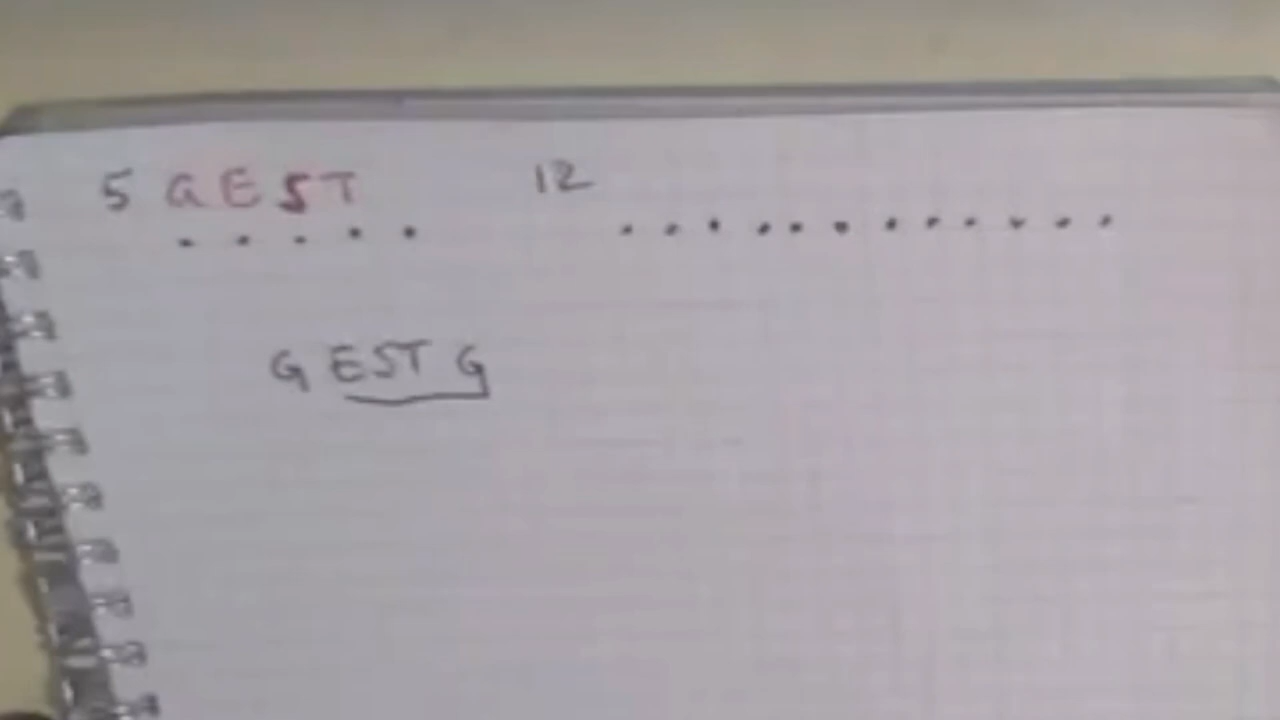 5 GEST 12
. . . . . . . . . . . . . . . . .
GESTG